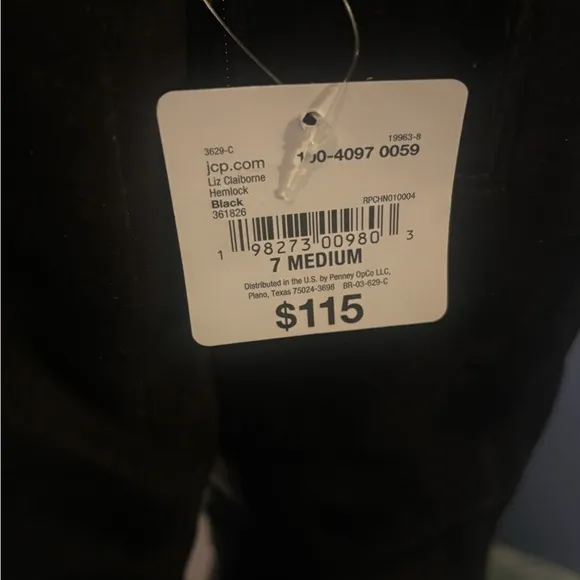 3629-C 19963-8
jcp.com 100-4097 0059
Liz Claiborne
Hemlock
Black
361826 RPCHN010004
1 98273 00980 3
7 MEDIUM
Distributed in the U.S. by Penney OpCo LLC,
Plano, Texas 75024-3698 BR-03-629-C
$115